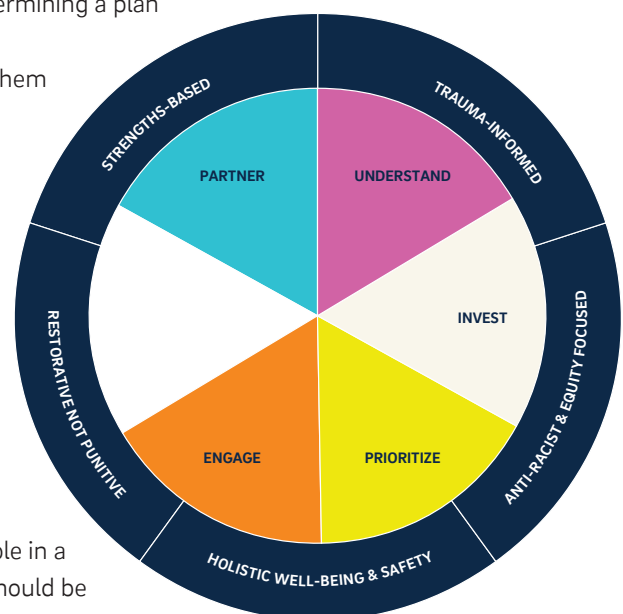 ermining a plan
hem
STRENGTHS-BASED
TRAUMA-INFORMED
PARTNER
UNDERSTAND
INVEST
RESTORATIVE NOT PUNITIVE
ANTI-RACIST & EQUITY FOCUSED
ENGAGE
PRIORITIZE
HOLISTIC WELL-BEING & SAFETY
ole in a
hould be